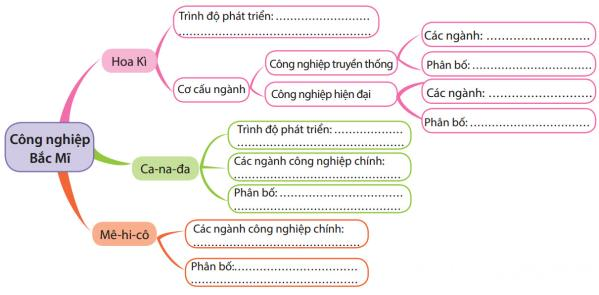 Công nghiệp
Bắc Mĩ
Hoa Kì
Trình độ phát triển: ..............................
..........................................................
Cơ cấu ngành
Công nghiệp truyền thống
Các ngành: ..............................
Phân bố: ..............................
Công nghiệp hiện đại
Các ngành: ..............................
Phân bố: ..............................
Ca-na-đa
Trình độ phát triển: ....................
..................................................
Các ngành công nghiệp chính:
..................................................
Phân bố: ..............................
..................................................
Mê-hi-cô
Các ngành công nghiệp chính:
..................................................
Phân bố:..............................
..................................................